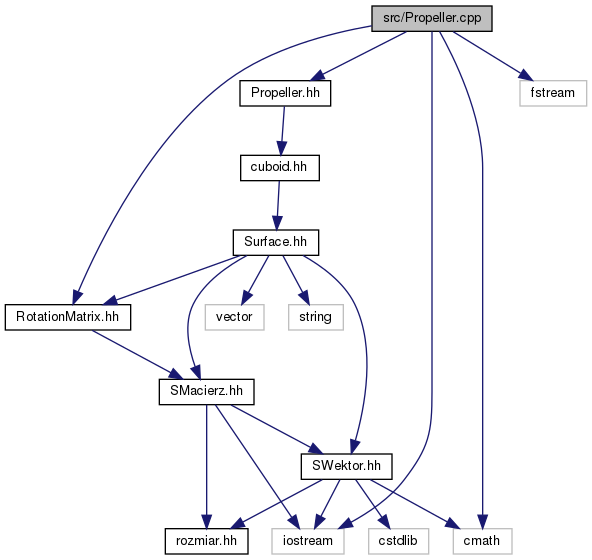 src/Propeller.cpp
Propeller.hh
fstream
cuboid.hh
Surface.hh
RotationMatrix.hh
vector
string
SMacierz.hh
SWektor.hh
rozmiar.hh
iostream
cstdlib
cmath